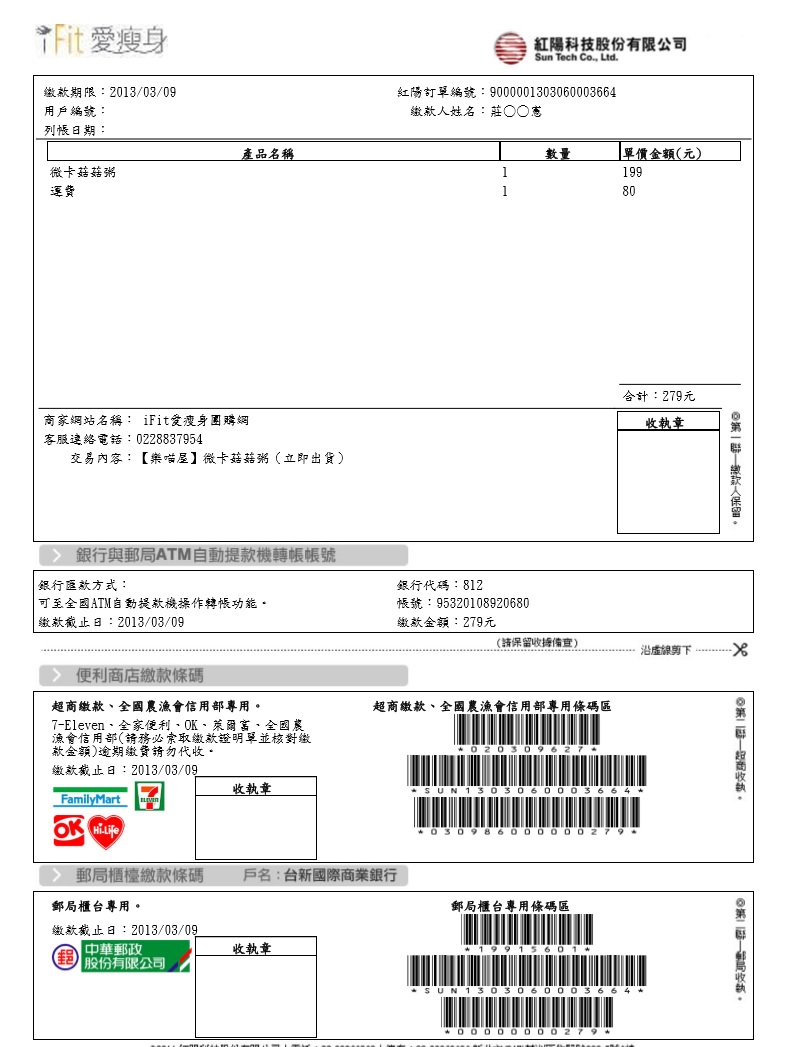 iFit 愛瘦身
紅陽科技股份有限公司
Sun Tech Co., Ltd.
繳款期限：2013/03/09
紅陽訂單編號：9000001303060003664
用戶編號：
繳款人姓名：莊○○憲
列帳日期：
產品名稱 數量 單價金額(元)
微卡菇菇粥 1 199
運費 1 80
合計：279元
商家網站名稱： iFit愛瘦身團購網
客服連絡電話：0228837954
交易內容：【樂喵屋】微卡菇菇粥（立即出貨）
收執章
◎第一聯—繳款人保留。
銀行與郵局ATM自動提款機轉帳帳號
銀行匯款方式：
銀行代碼：812
可至全國ATM自動提款機操作轉帳功能。
帳號：95320108920680
繳款截止日：2013/03/09
繳款金額：279元
(請保留收據備查)
沿虛線剪下
便利商店繳款條碼
超商繳款、全國農漁會信用部專用。
7-Eleven、全家便利、OK、萊爾富、全國農
漁會信用部(請務必索取繳款證明單並核對繳
款金額)逾期繳費請勿代收。
繳款截止日：2013/03/09
FamilyMart
7 ELEVEN
OK
Hi-Life
收執章
超商繳款、全國農漁會信用部專用條碼區
*020309627*
*SUN1303060003664*
*030986000000279*
◎第二聯—超商收執。
郵局櫃檯繳款條碼 戶名：台新國際商業銀行
郵局櫃台專用。
繳款截止日：2013/03/09
中華郵政
股份有限公司
收執章
郵局櫃台專用條碼區
*19915601*
*SUN1303060003664*
*000000000279*
◎第二聯—郵局收執。